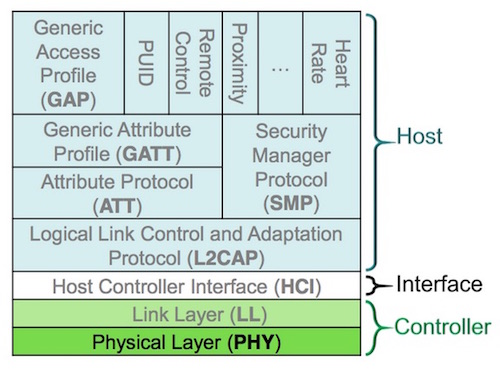 Generic
Access
Profile
(GAP)
PUID
Remote
Control
Proximity
...
Heart
Rate
Generic Attribute
Profile (GATT)
Security
Manager
Protocol
(SMP)
Attribute Protocol
(ATT)
Logical Link Control and Adaptation
Protocol (L2CAP)
Host Controller Interface (HCI)
Link Layer (LL)
Physical Layer (PHY)
Host
Interface
Controller